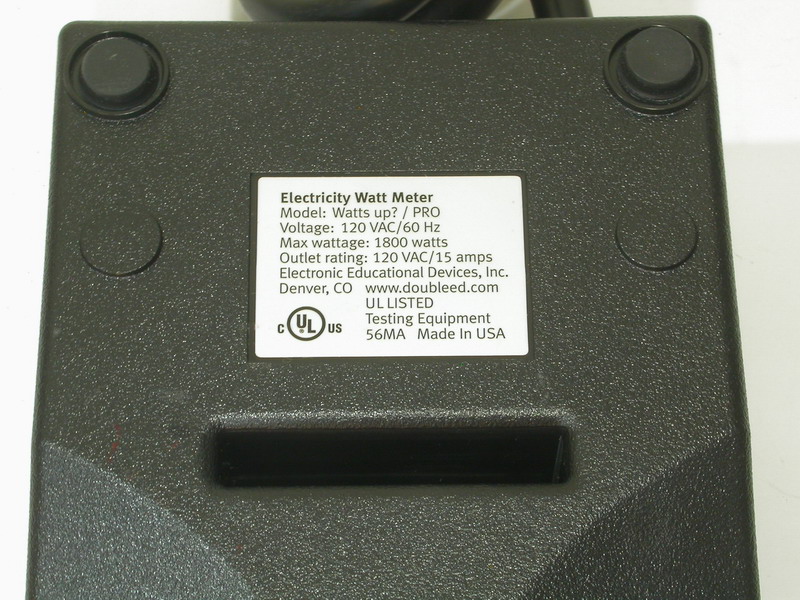 Electricity Watt Meter
Model: Watts up? / PRO
Voltage: 120 VAC/60 Hz
Max wattage: 1800 watts
Outlet rating: 120 VAC/15 amps
Electronic Educational Devices, Inc.
Denver, CO www.doubleed.com
UL LISTED
Testing Equipment
C UL US
56MA Made In USA